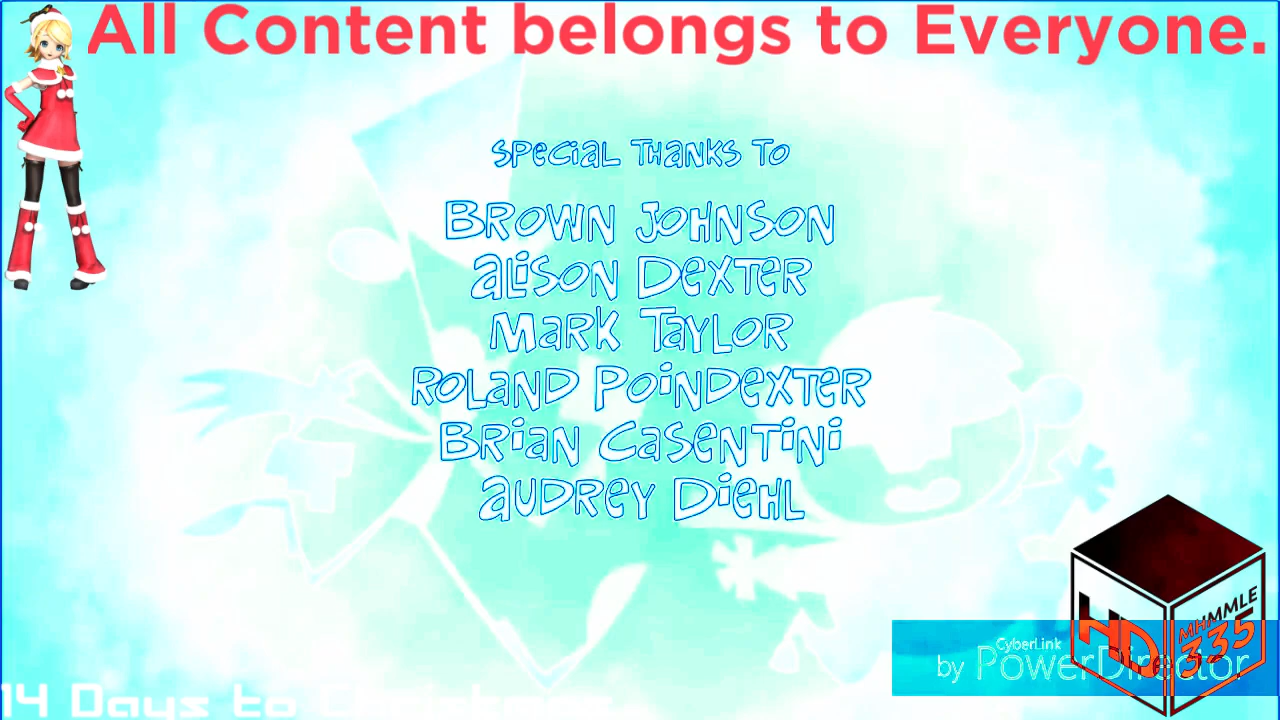 All Content belongs to Everyone.
Special Thanks to
Brown Johnson
Alison Dexter
Mark Taylor
Roland Poindexter
Brian Casentini
Audrey Diehl
HD
MHMMLE
335
CyberLink
by PowerDirector
14 Days to